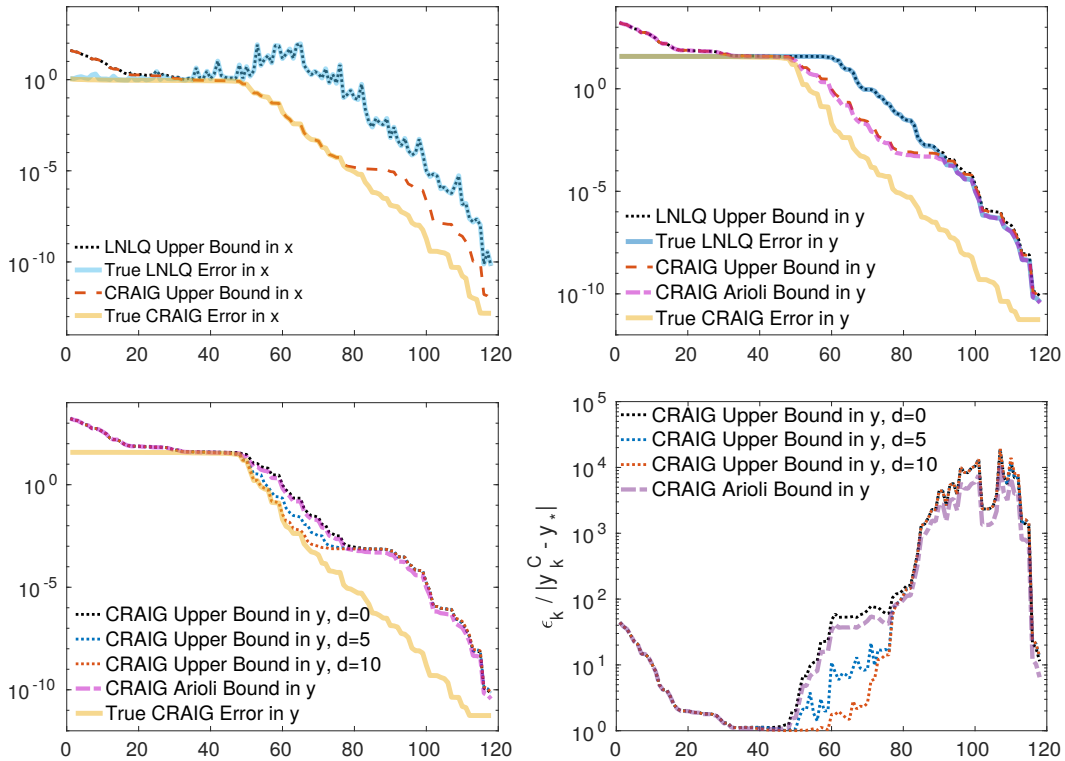 10^0
10^-5
10^-10
LNLQ Upper Bound in x
True LNLQ Error in x
CRAIG Upper Bound in x
True CRAIG Error in x
0 20 40 60 80 100 120
10^0
10^-5
10^-10
LNLQ Upper Bound in y
True LNLQ Error in y
CRAIG Upper Bound in y
CRAIG Arioli Bound in y
True CRAIG Error in y
0 20 40 60 80 100 120
10^0
10^-5
10^-10
CRAIG Upper Bound in y, d=0
CRAIG Upper Bound in y, d=5
CRAIG Upper Bound in y, d=10
CRAIG Arioli Bound in y
True CRAIG Error in y
0 20 40 60 80 100 120
ϵ_k / |y_k^C - y_*|
10^5
10^4
10^3
10^2
10^1
10^0
CRAIG Upper Bound in y, d=0
CRAIG Upper Bound in y, d=5
CRAIG Upper Bound in y, d=10
CRAIG Arioli Bound in y
0 20 40 60 80 100 120